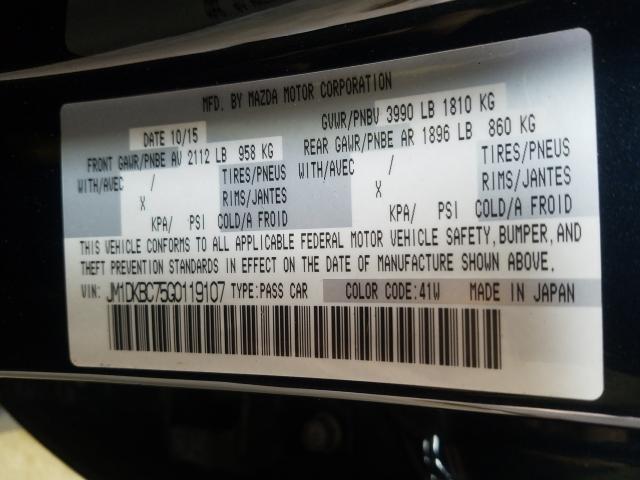 MFD. BY MAZDA MOTOR CORPORATION
DATE 10/15 GVWR/PNBV 3990 LB 1810 KG
FRONT GAWR/PNBE AV 2112 LB 958 KG REAR GAWR/PNBE AR 1896 LB 860 KG
WITH/AVEC / TIRES/PNEUS WITH/AVEC / TIRES/PNEUS
X RIMS/JANTES X RIMS/JANTES
KPA/ PSI COLD/A FROID KPA/ PSI COLD/A FROID
THIS VEHICLE CONFORMS TO ALL APPLICABLE FEDERAL MOTOR VEHICLE SAFETY, BUMPER, AND
THEFT PREVENTION STANDARDS IN EFFECT ON THE DATE OF MANUFACTURE SHOWN ABOVE.
VIN: JM1DKBC75G0119107 TYPE:PASS CAR COLOR CODE:41W MADE IN JAPAN